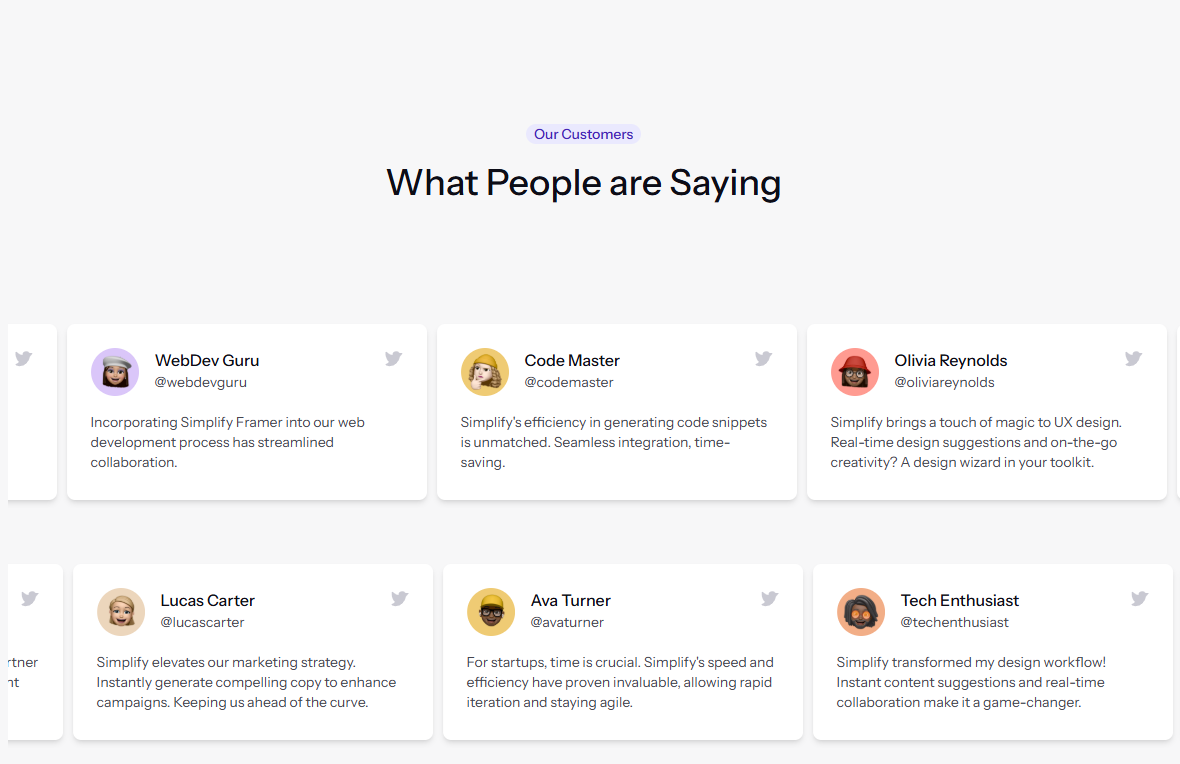 Our Customers
What People are Saying
WebDev Guru
@webdevguru
Incorporating Simplify Framer into our web
development process has streamlined
collaboration.
Code Master
@codemaster
Simplify's efficiency in generating code snippets
is unmatched. Seamless integration, time-
saving.
Olivia Reynolds
@oliviareynolds
Simplify brings a touch of magic to UX design.
Real-time design suggestions and on-the-go
creativity? A design wizard in your toolkit.
Lucas Carter
@lucascarter
Simplify elevates our marketing strategy.
Instantly generate compelling copy to enhance
campaigns. Keeping us ahead of the curve.
Ava Turner
@avaturner
For startups, time is crucial. Simplify's speed and
efficiency have proven invaluable, allowing rapid
iteration and staying agile.
Tech Enthusiast
@techenthusiast
Simplify transformed my design workflow!
Instant content suggestions and real-time
collaboration make it a game-changer.